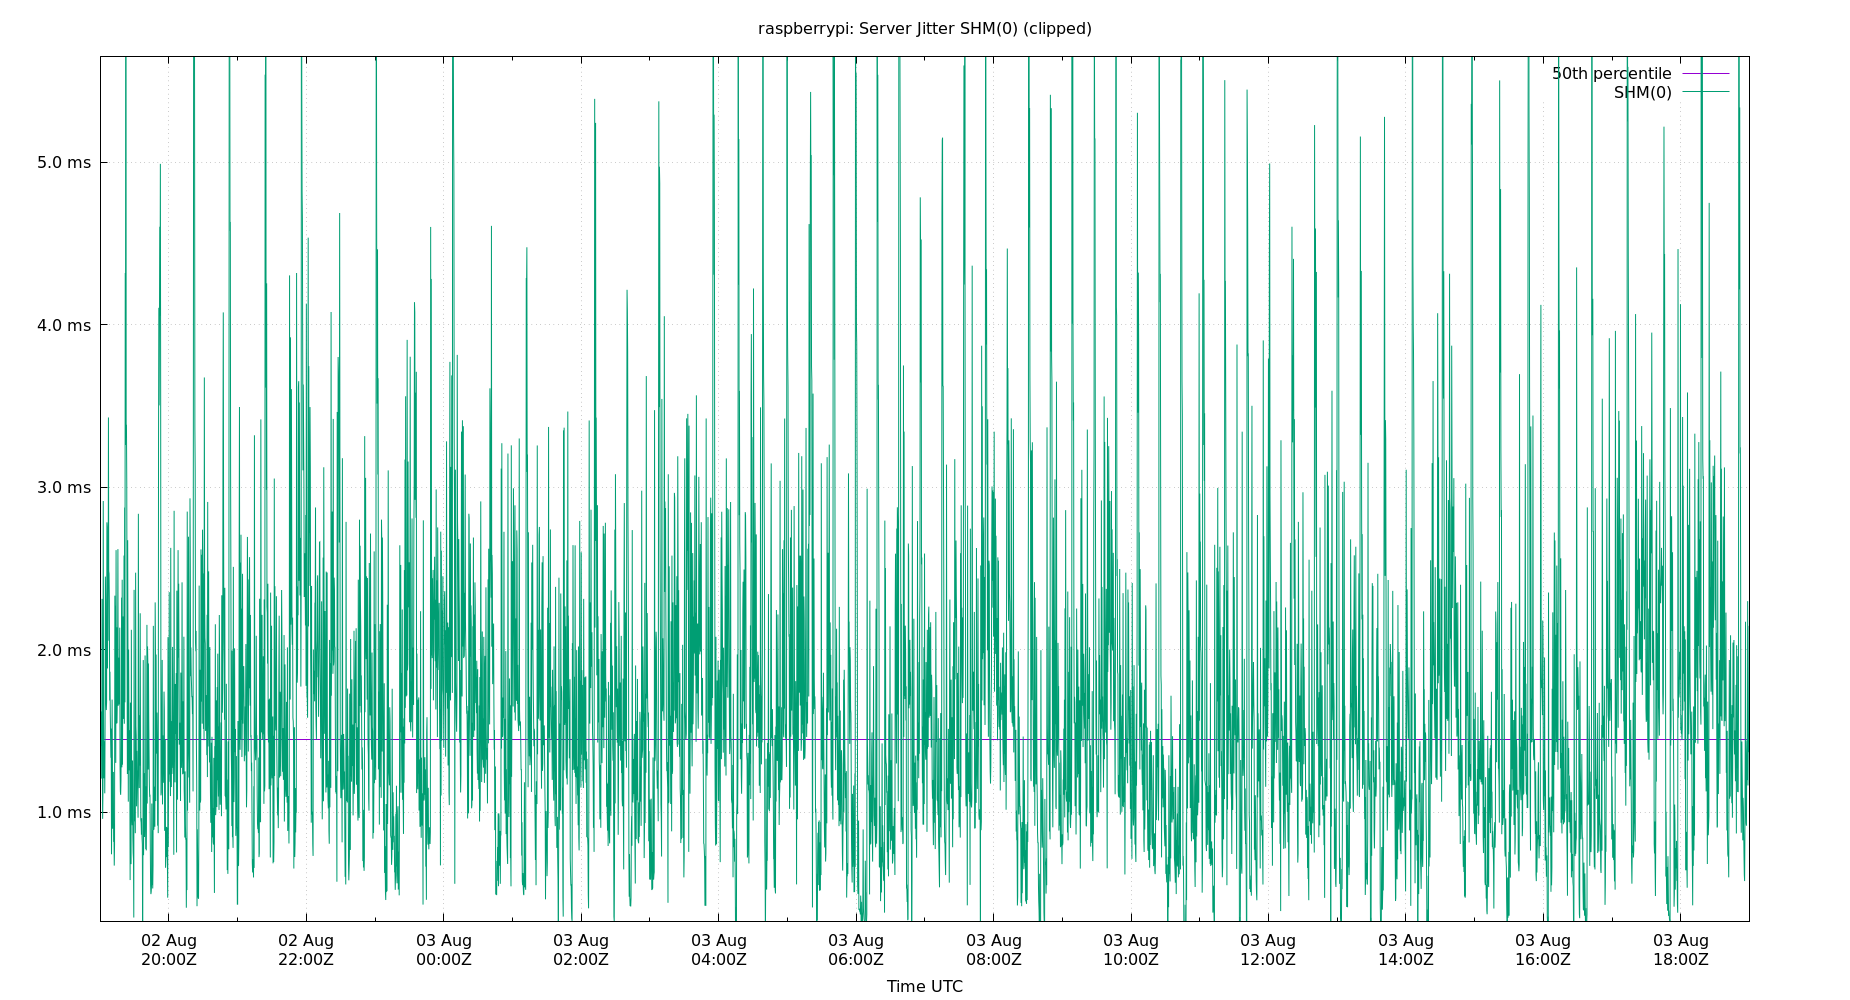 raspberrypi: Server Jitter SHM(0) (clipped)
50th percentile
SHM(0)
5.0 ms
4.0 ms
3.0 ms
2.0 ms
1.0 ms
02 Aug 02 Aug 03 Aug 03 Aug 03 Aug 03 Aug 03 Aug 03 Aug 03 Aug 03 Aug 03 Aug 03 Aug
20:00Z 22:00Z 00:00Z 02:00Z 04:00Z 06:00Z 08:00Z 10:00Z 12:00Z 14:00Z 16:00Z 18:00Z
Time UTC